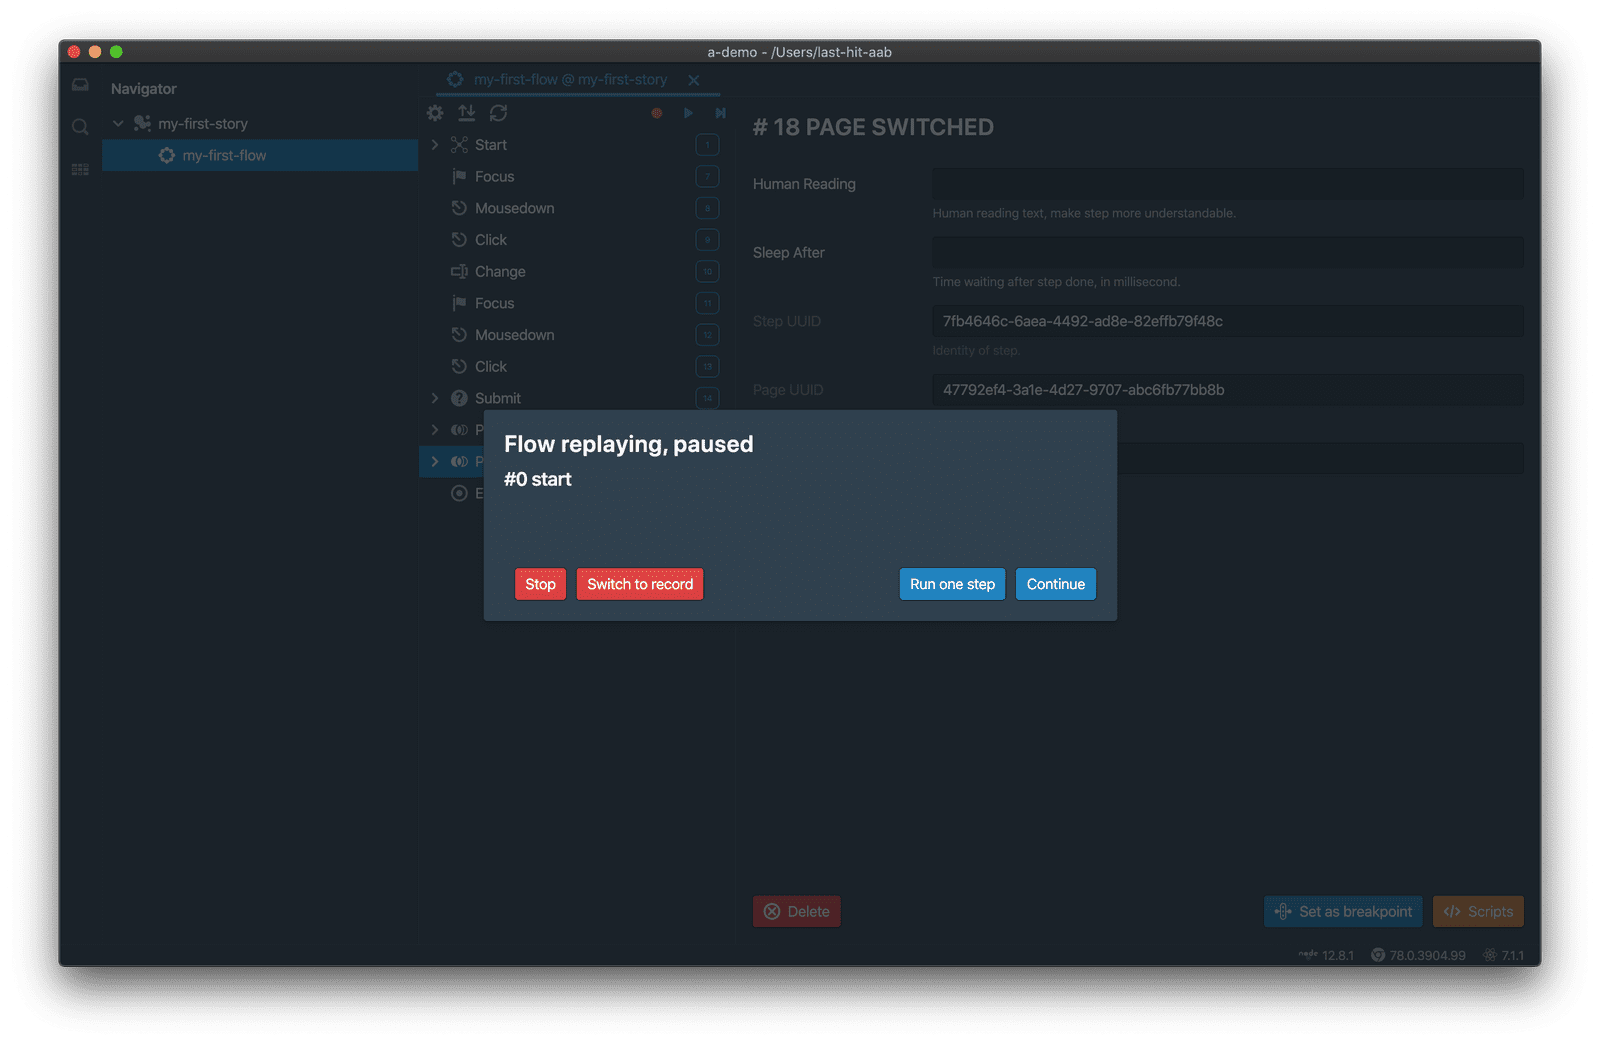 a-demo - /Users/last-hit-aab
Navigator
my-first-story
my-first-flow
my-first-flow @ my-first-story
Start 1
Focus 7
Mousedown 8
Click 9
Change 10
Focus 11
Mousedown 12
Click 13
Submit 14
P
P
E
# 18 PAGE SWITCHED
Human Reading
Human reading text, make step more understandable.
Sleep After
Time waiting after step done, in millisecond.
Step UUID 7fb4646c-6aea-4492-ad8e-82effb79f48c
Identity of step.
Page UUID 47792ef4-3a1e-4d27-9707-abc6fb77bb8b
Flow replaying, paused
#0 start
Stop Switch to record Run one step Continue
Delete Set as breakpoint </> Scripts
node 12.8.1 78.0.3904.99 7.1.1